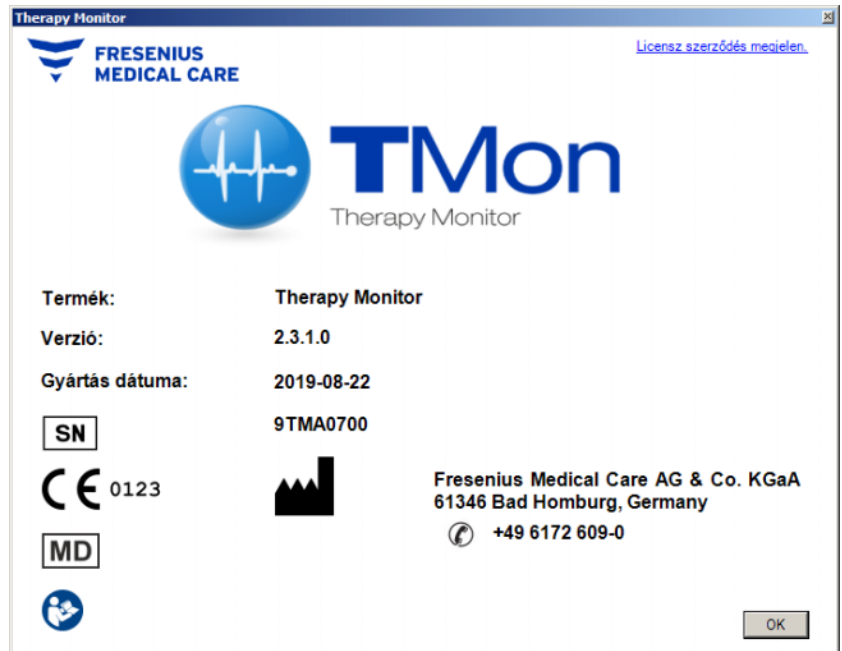 Therapy Monitor
FRESENIUS
MEDICAL CARE
Licensz szerződés megjelen.
TMon
Therapy Monitor
Termék: Therapy Monitor
Verzió: 2.3.1.0
Gyártás dátuma: 2019-08-22
SN 9TMA0700
CE 0123
Fresenius Medical Care AG & Co. KGaA
61346 Bad Homburg, Germany
+49 6172 609-0
MD
OK